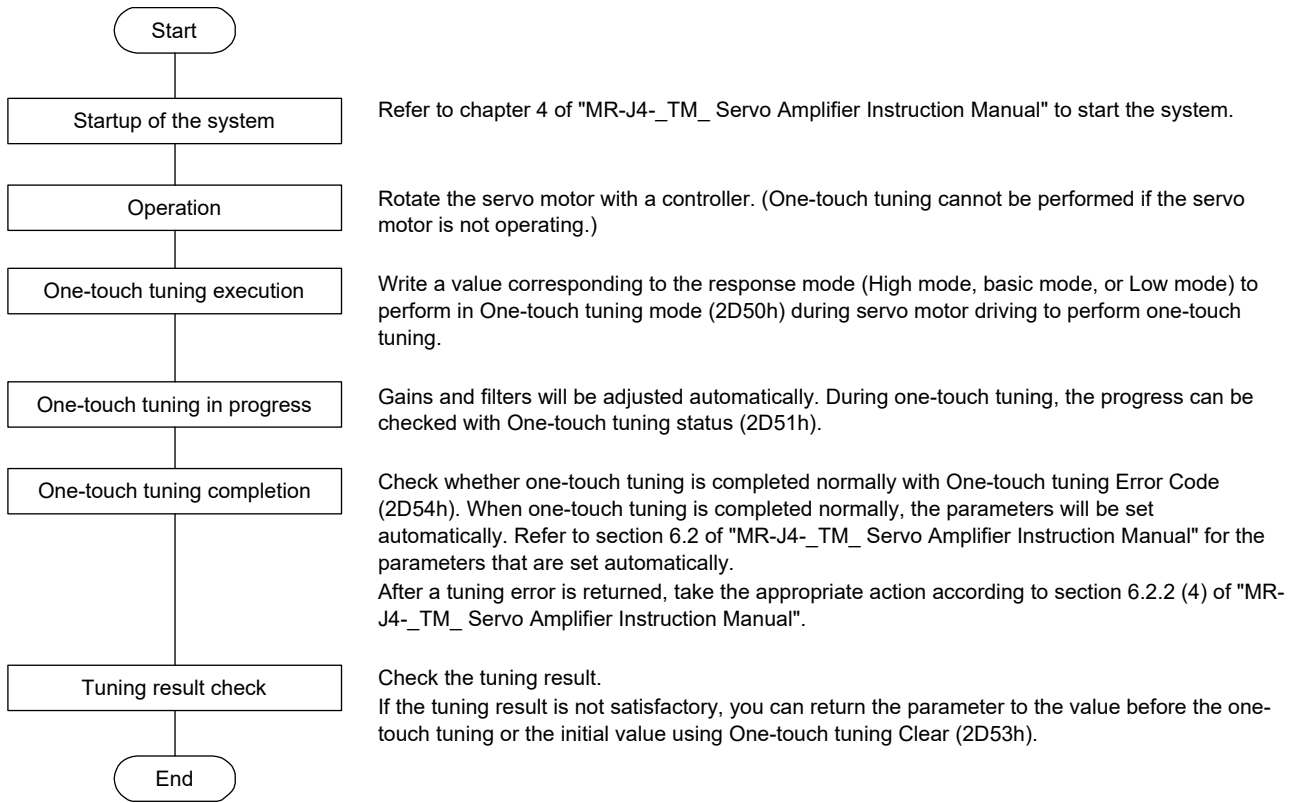 Start
Startup of the system
Refer to chapter 4 of "MR-J4-_TM_ Servo Amplifier Instruction Manual" to start the system.
Operation
Rotate the servo motor with a controller. (One-touch tuning cannot be performed if the servo
motor is not operating.)
One-touch tuning execution
Write a value corresponding to the response mode (High mode, basic mode, or Low mode) to
perform in One-touch tuning mode (2D50h) during servo motor driving to perform one-touch
tuning.
One-touch tuning in progress
Gains and filters will be adjusted automatically. During one-touch tuning, the progress can be
checked with One-touch tuning status (2D51h).
One-touch tuning completion
Check whether one-touch tuning is completed normally with One-touch tuning Error Code
(2D54h). When one-touch tuning is completed normally, the parameters will be set
automatically. Refer to section 6.2 of "MR-J4-_TM_ Servo Amplifier Instruction Manual" for the
parameters that are set automatically.
After a tuning error is returned, take the appropriate action according to section 6.2.2 (4) of "MR-
J4-_TM_ Servo Amplifier Instruction Manual".
Tuning result check
Check the tuning result.
If the tuning result is not satisfactory, you can return the parameter to the value before the one-
touch tuning or the initial value using One-touch tuning Clear (2D53h).
End